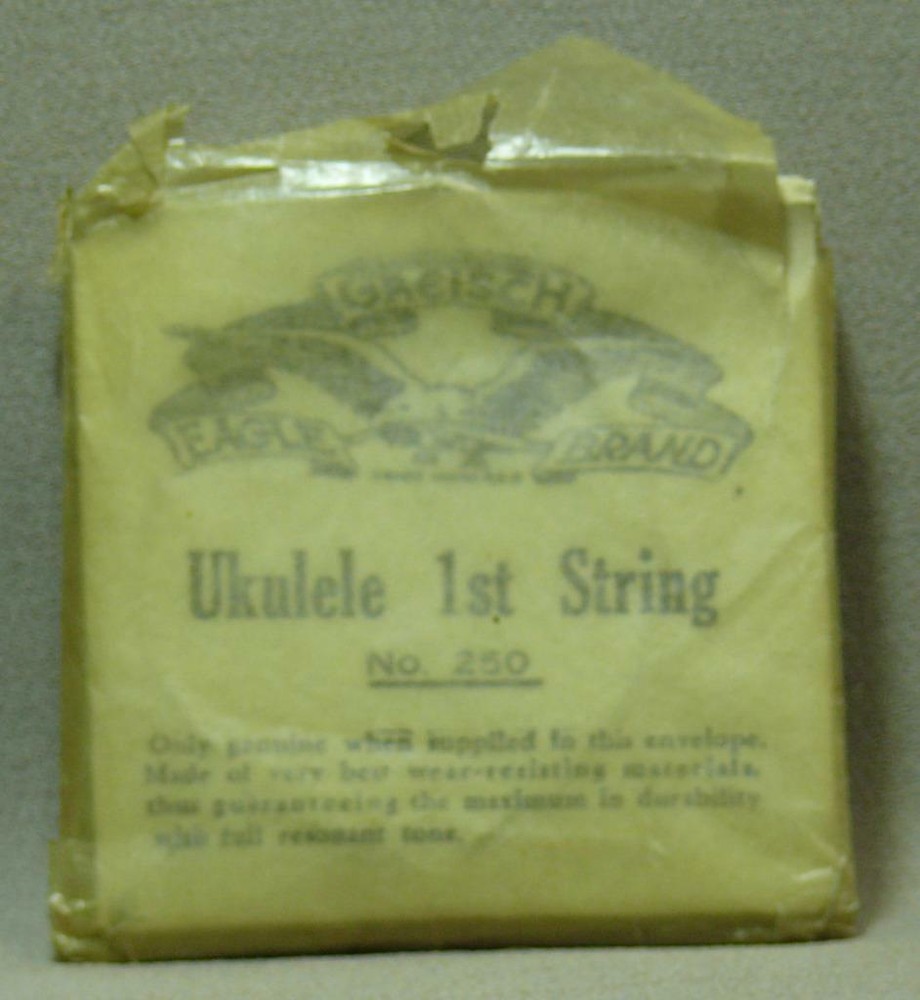 GRETSCH
EAGLE BRAND
Ukulele 1st String
No. 250
Only genuine when supplied in this envelope.
Made of very best wear-resisting materials,
thus guaranteeing the maximum in durability
with full resonant tone.